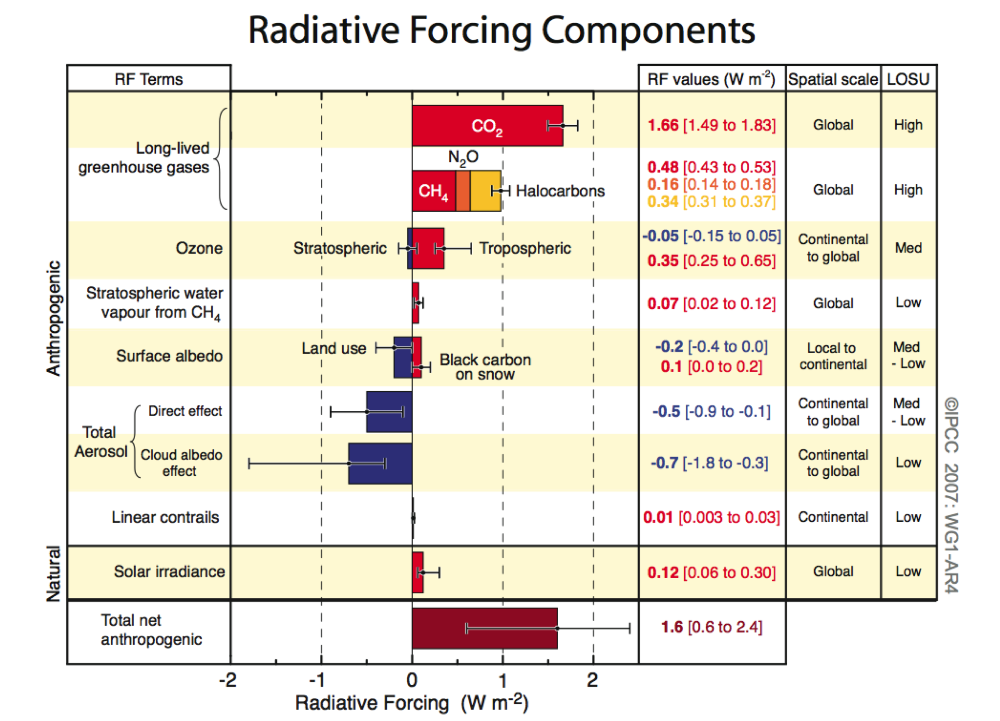 Radiative Forcing Components
RF Terms
RF values (W m⁻²)
Spatial scale
LOSU
Anthropogenic
Long-lived
greenhouse gases
CO₂
1.66 [1.49 to 1.83]
Global
High
N₂O
CH₄
Halocarbons
0.48 [0.43 to 0.53]
0.16 [0.14 to 0.18]
0.34 [0.31 to 0.37]
Global
High
Ozone
Stratospheric
Tropospheric
-0.05 [-0.15 to 0.05]
0.35 [0.25 to 0.65]
Continental
to global
Med
Stratospheric water
vapour from CH₄
0.07 [0.02 to 0.12]
Global
Low
Surface albedo
Land use
Black carbon
on snow
-0.2 [-0.4 to 0.0]
0.1 [0.0 to 0.2]
Local to
continental
Med
- Low
Total
Aerosol
Direct effect
-0.5 [-0.9 to -0.1]
Continental
to global
Med
- Low
Cloud albedo
effect
-0.7 [-1.8 to -0.3]
Continental
to global
Low
Linear contrails
0.01 [0.003 to 0.03]
Continental
Low
Natural
Solar irradiance
0.12 [0.06 to 0.30]
Global
Low
Total net
anthropogenic
1.6 [0.6 to 2.4]
-2 -1 0 1 2
Radiative Forcing (W m⁻²)
©IPCC 2007: WG1-AR4